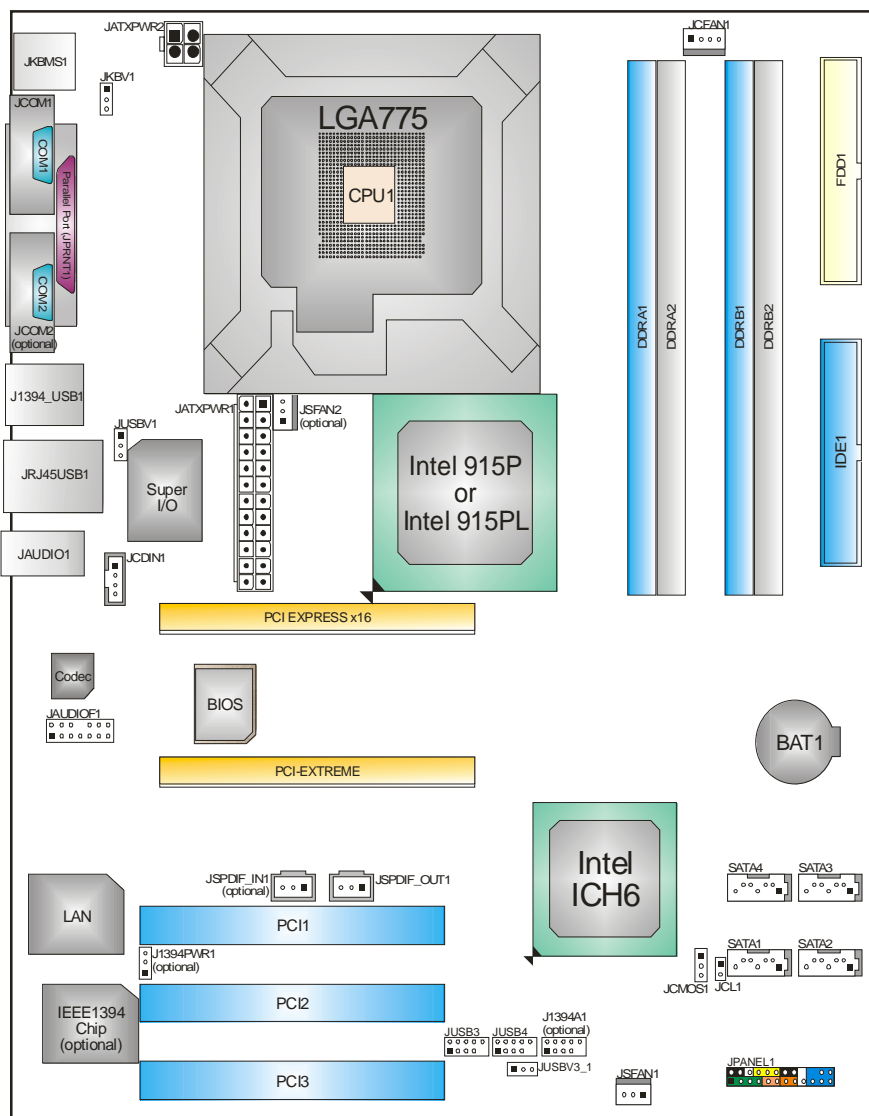 JATXPWR2
JCFAN1
JKBMS1
JKBV1
JCOM1
COM1
Parallel Port (JPRNT1)
COM2
JCOM2
(optional)
LGA775
CPU1
DDRA1
DDRA2
DDRB1
DDRB2
FDD1
IDE1
J1394_USB1
JUSBV1
JRJ45USB1
JAUDIO1
Super
I/O
JCDIN1
JATXPWR1
JSFAN2
(optional)
Intel 915P
or
Intel 915PL
PCI EXPRESS x16
Codec
JAUDIOF1
BIOS
BAT1
PCI-EXTREME
Intel
ICH6
SATA4
SATA3
JSPDIF_IN1
(optional)
JSPDIF_OUT1
LAN
PCI1
J1394PWR1
(optional)
SATA1
SATA2
JCMOS1
JCL1
IEEE1394
Chip
(optional)
PCI2
JUSB3
JUSB4
J1394A1
(optional)
JUSBV3_1
PCI3
JSFAN1
JPANEL1